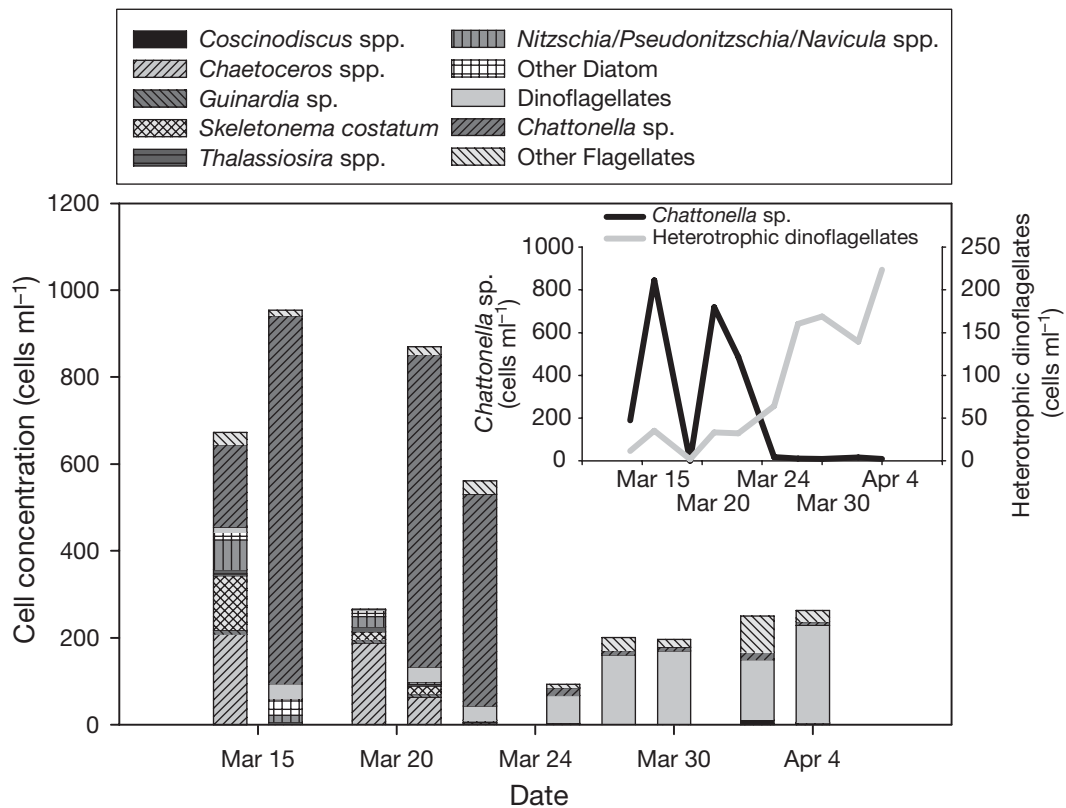 Coscinodiscus spp.
Chaetoceros spp.
Guinardia sp.
Skeletonema costatum
Thalassiosira spp.
Nitzschia/Pseudonitzschia/Navicula spp.
Other Diatom
Dinoflagellates
Chattonella sp.
Other Flagellates
1200
1000
800
600
400
200
0
Cell concentration (cells ml⁻¹)
Chattonella sp.
Heterotrophic dinoflagellates
1000
800
600
400
200
0
Chattonella sp.
(cells ml⁻¹)
250
200
150
100
50
0
Heterotrophic dinoflagellates
(cells ml⁻¹)
Mar 15
Mar 20
Mar 24
Mar 30
Apr 4
Mar 15
Mar 20
Mar 24
Mar 30
Apr 4
Date